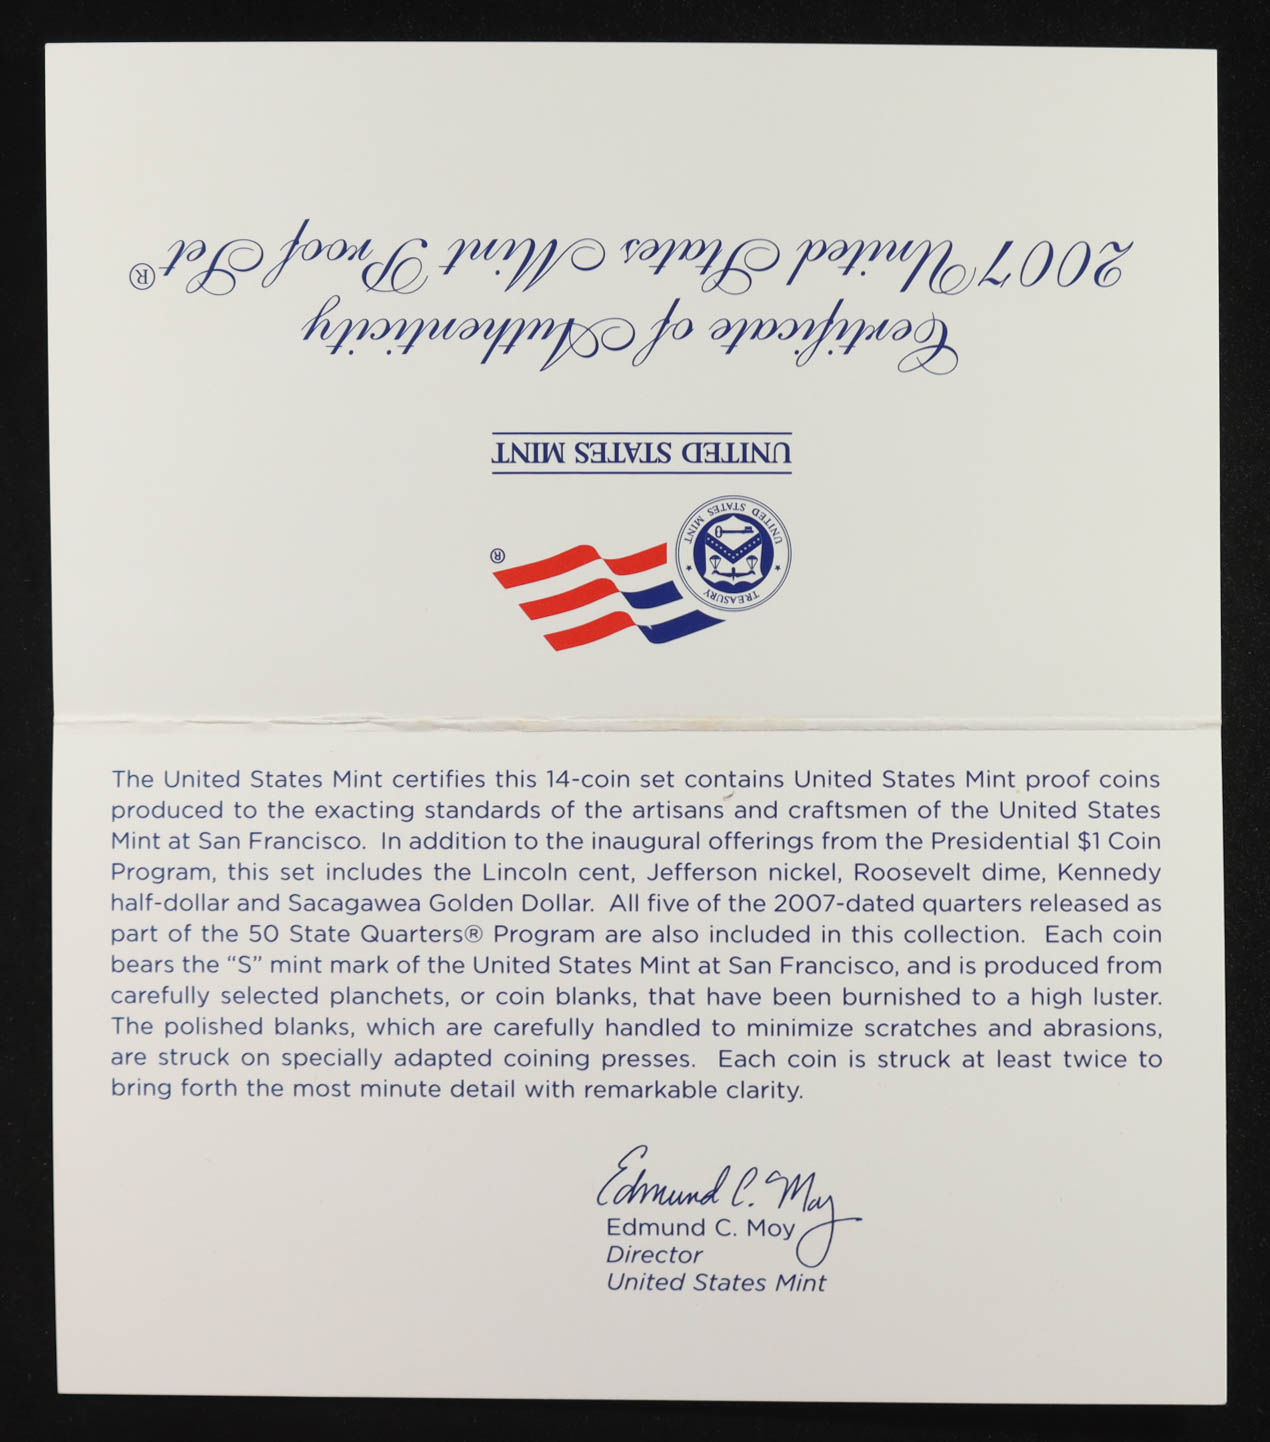 Certificate of Authenticity
2007 United States Mint Proof Set®
UNITED STATES MINT
TREASURY
UNITED STATES MINT
®
The United States Mint certifies this 14-coin set contains United States Mint proof coins
produced to the exacting standards of the artisans and craftsmen of the United States
Mint at San Francisco.  In addition to the inaugural offerings from the Presidential $1 Coin
Program, this set includes the Lincoln cent, Jefferson nickel, Roosevelt dime, Kennedy
half-dollar and Sacagawea Golden Dollar.  All five of the 2007-dated quarters released as
part of the 50 State Quarters® Program are also included in this collection.  Each coin
bears the “S” mint mark of the United States Mint at San Francisco, and is produced from
carefully selected planchets, or coin blanks, that have been burnished to a high luster.
The polished blanks, which are carefully handled to minimize scratches and abrasions,
are struck on specially adapted coining presses.  Each coin is struck at least twice to
bring forth the most minute detail with remarkable clarity.
Edmund C. Moy
Edmund C. Moy
Director
United States Mint